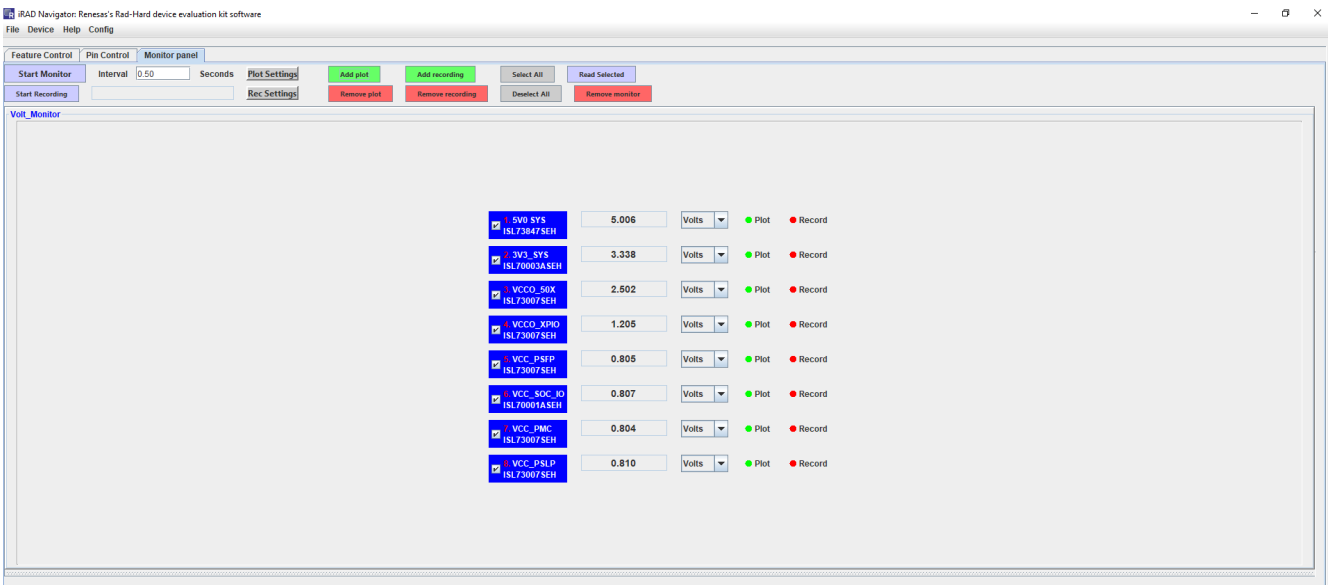 iRAD Navigator: Renesas's Rad-Hard device evaluation kit software
File Device Help Config
Feature Control Pin Control Monitor panel
Start Monitor Interval 0.50 Seconds Plot Settings Add plot Add recording Select All Read Selected
Start Recording Rec Settings Remove plot Remove recording Deselect All Remove monitor
Volt_Monitor
1. 5V0 SYS
ISL73847SEH 5.006 Volts Plot Record
2. 3V3_SYS
ISL70003ASEH 3.338 Volts Plot Record
3. VCCO_50X
ISL73007SEH 2.502 Volts Plot Record
4. VCCO_XPIO
ISL73007SEH 1.205 Volts Plot Record
5. VCC_PSFP
ISL73007SEH 0.805 Volts Plot Record
6. VCC_SOC_IO
ISL70001ASEH 0.807 Volts Plot Record
7. VCC_PMC
ISL73007SEH 0.804 Volts Plot Record
8. VCC_PSLP
ISL73007SEH 0.810 Volts Plot Record